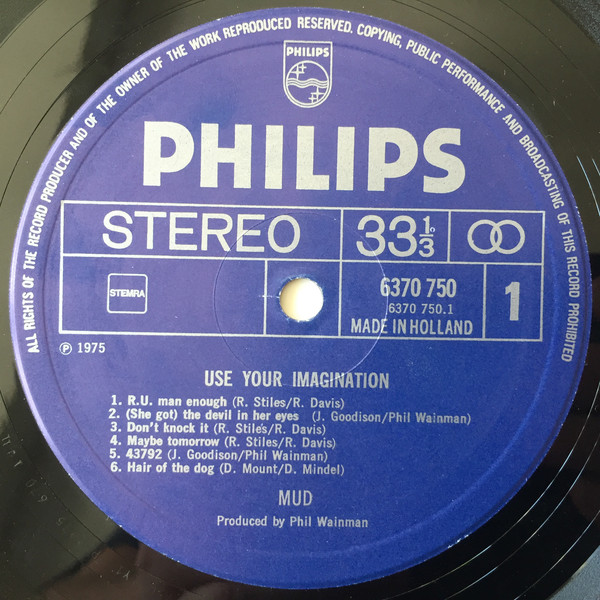 ALL RIGHTS OF THE RECORD PRODUCER AND OF THE OWNER OF THE WORK REPRODUCED RESERVED. COPYING, PUBLIC PERFORMANCE AND BROADCASTING OF THIS RECORD PROHIBITED
PHILIPS
PHILIPS
STEREO
33⅓
STEMRA
6370 750
6370 750.1
MADE IN HOLLAND
1
℗ 1975
USE YOUR IMAGINATION
1. R.U. man enough (R. Stiles/R. Davis)
2. (She got) the devil in her eyes (J. Goodison/Phil Wainman)
3. Don't knock it (R. Stiles/R. Davis)
4. Maybe tomorrow (R. Stiles/R. Davis)
5. 43792 (J. Goodison/Phil Wainman)
6. Hair of the dog (D. Mount/D. Mindel)
MUD
Produced by Phil Wainman